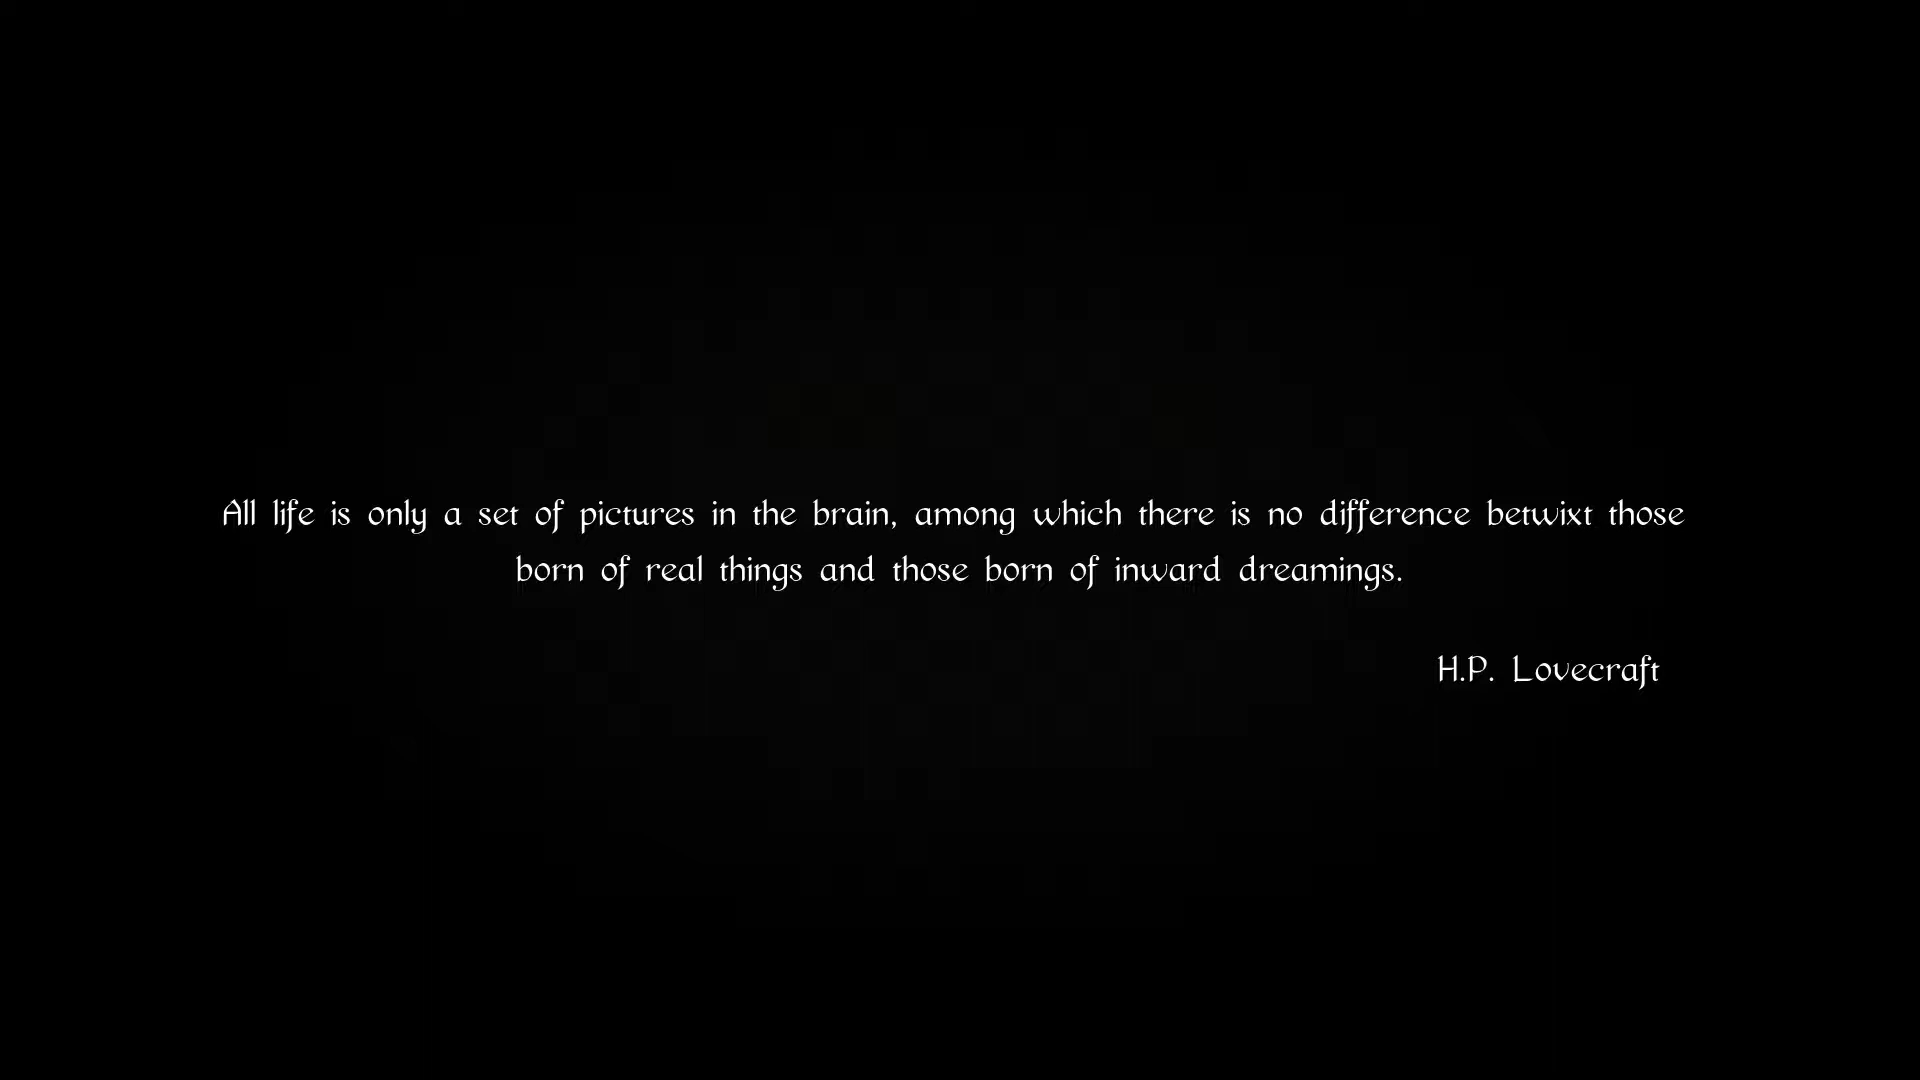 All life is only a set of pictures in the brain, among which there is no difference betwixt those
born of real things and those born of inward dreamings.
H.P. Lovecraft